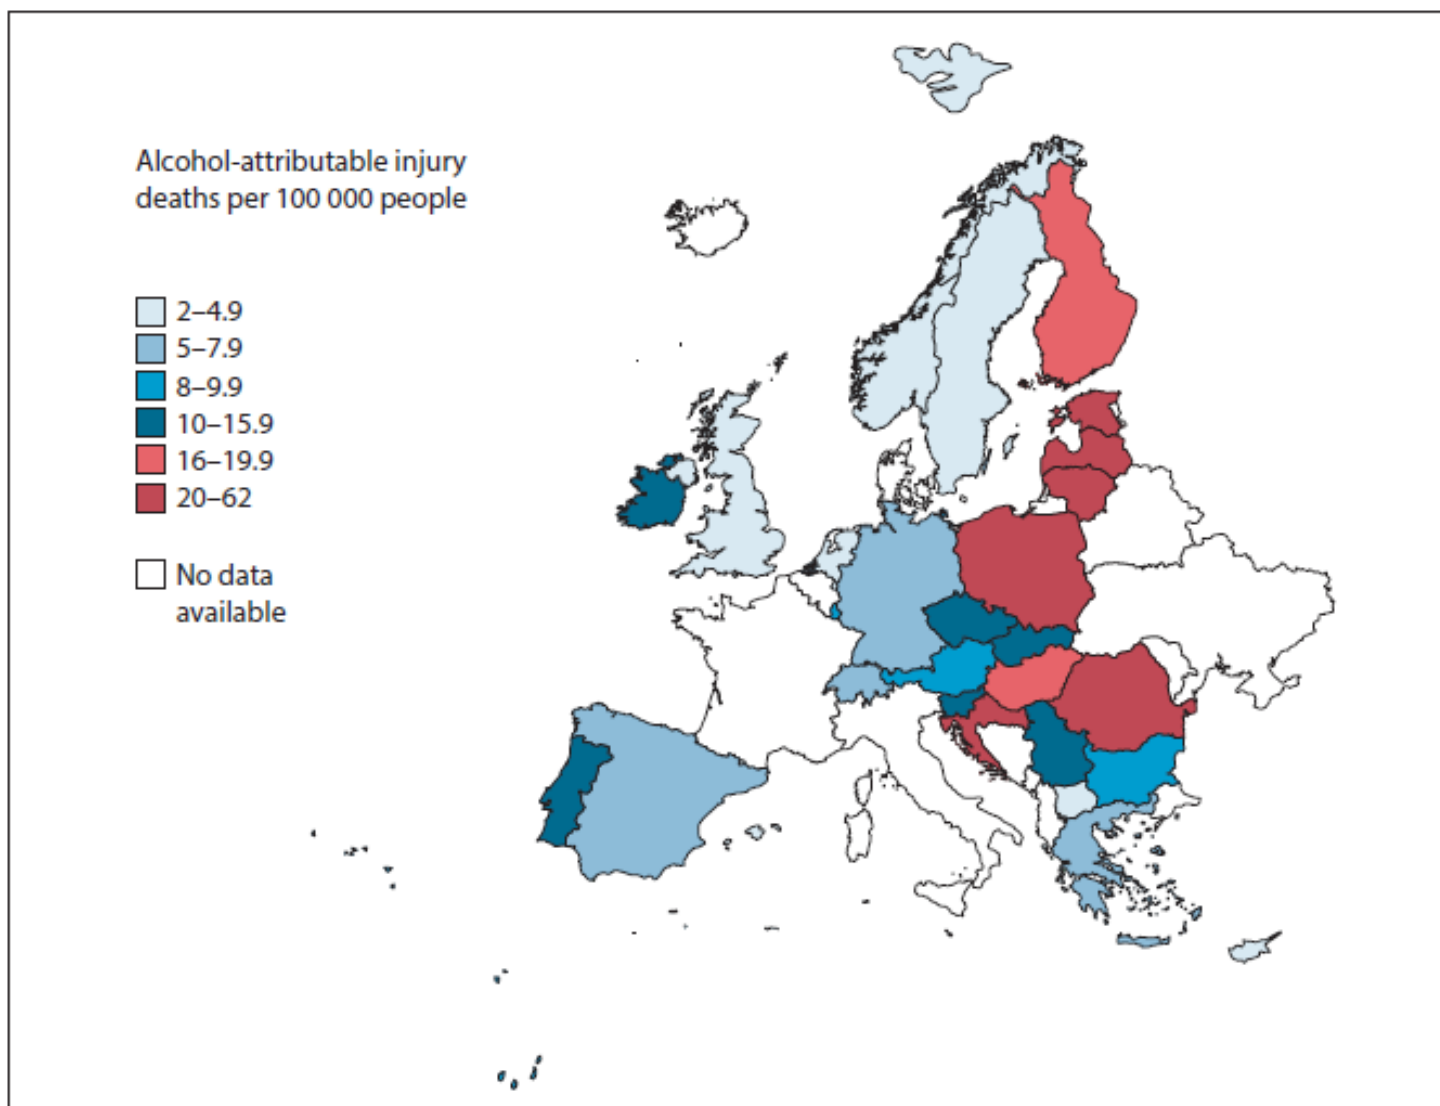 Alcohol-attributable injury
deaths per 100 000 people
2–4.9
5–7.9
8–9.9
10–15.9
16–19.9
20–62
No data
available